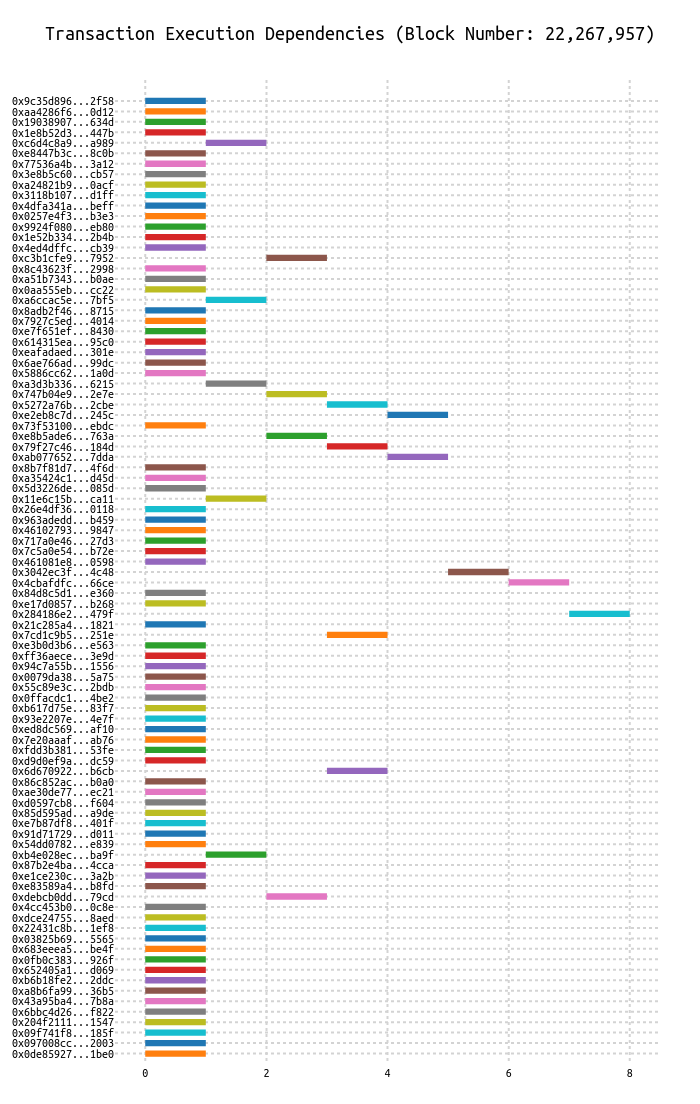 Transaction Execution Dependencies (Block Number: 22,267,957)
0x9c35d896...2f58
0xaa4286f6...0d12
0x19038907...634d
0x1e8b52d3...447b
0xc6d4c8a9...a989
0xe8447b3c...8c0b
0x77536a4b...3a12
0x3e8b5c60...cb57
0xa24821b9...0acf
0x3118b107...d1ff
0x4dfa341a...beff
0x0257e4f3...b3e3
0x9924f080...eb80
0x1e52b334...2b4b
0x4ed4dffc...cb39
0xc3b1cfe9...7952
0x8c43623f...2998
0xa51b7343...b0ae
0x0aa555eb...cc22
0xa6ccac5e...7bf5
0x8adb2f46...8715
0x7927c5ed...4014
0xe7f651ef...8430
0x614315ea...95c0
0xeafadaed...301e
0x6ae766ad...99dc
0x5886cc62...1a0d
0xa3d3b336...6215
0x747b04e9...2e7e
0x5272a76b...2cbe
0xe2eb8c7d...245c
0x73f53100...ebdc
0xe8b5ade6...763a
0x79f27c46...184d
0xab077652...7dda
0x8b7f81d7...4f6d
0xa35424c1...d45d
0x5d3226de...085d
0x11e6c15b...ca11
0x26e4df36...0118
0x963adedd...b459
0x46102793...9847
0x717a0e46...27d3
0x7c5a0e54...b72e
0x461081e8...0598
0x3042ec3f...4c48
0x4cbafdfc...66ce
0x84d8c5d1...e360
0xe17d0857...b268
0x284186e2...479f
0x21c285a4...1821
0x7cd1c9b5...251e
0xe3b0d3b6...e563
0xff36aece...3e9d
0x94c7a55b...1556
0x0079da38...5a75
0x55c89e3c...2bdb
0x0ffacdc1...4be2
0xb617d75e...83f7
0x93e2207e...4e7f
0xed8dc569...af10
0x7e20aaaf...ab76
0xfdd3b381...53fe
0xd9d0ef9a...dc59
0x6d670922...b6cb
0x86c852ac...b0a0
0xae30de77...ec21
0xd0597cb8...f604
0x85d595ad...a9de
0xe7b87df8...401f
0x91d71729...d011
0x54dd0782...e839
0xb4e028ec...ba9f
0x87b2e4ba...4cca
0xe1ce230c...3a2b
0xe83589a4...b8fd
0xdebcb0dd...79cd
0x4cc453b0...0c8e
0xdce24755...8aed
0x22431c8b...1ef8
0x03825b69...5565
0x683eeea5...be4f
0x0fb0c383...926f
0x652405a1...d069
0xb6b18fe2...2ddc
0xa8b6fa99...36b5
0x43a95ba4...7b8a
0x6bbc4d26...f822
0x204f2111...1547
0x09f741f8...185f
0x097008cc...2003
0x0de85927...1be0
0 2 4 6 8